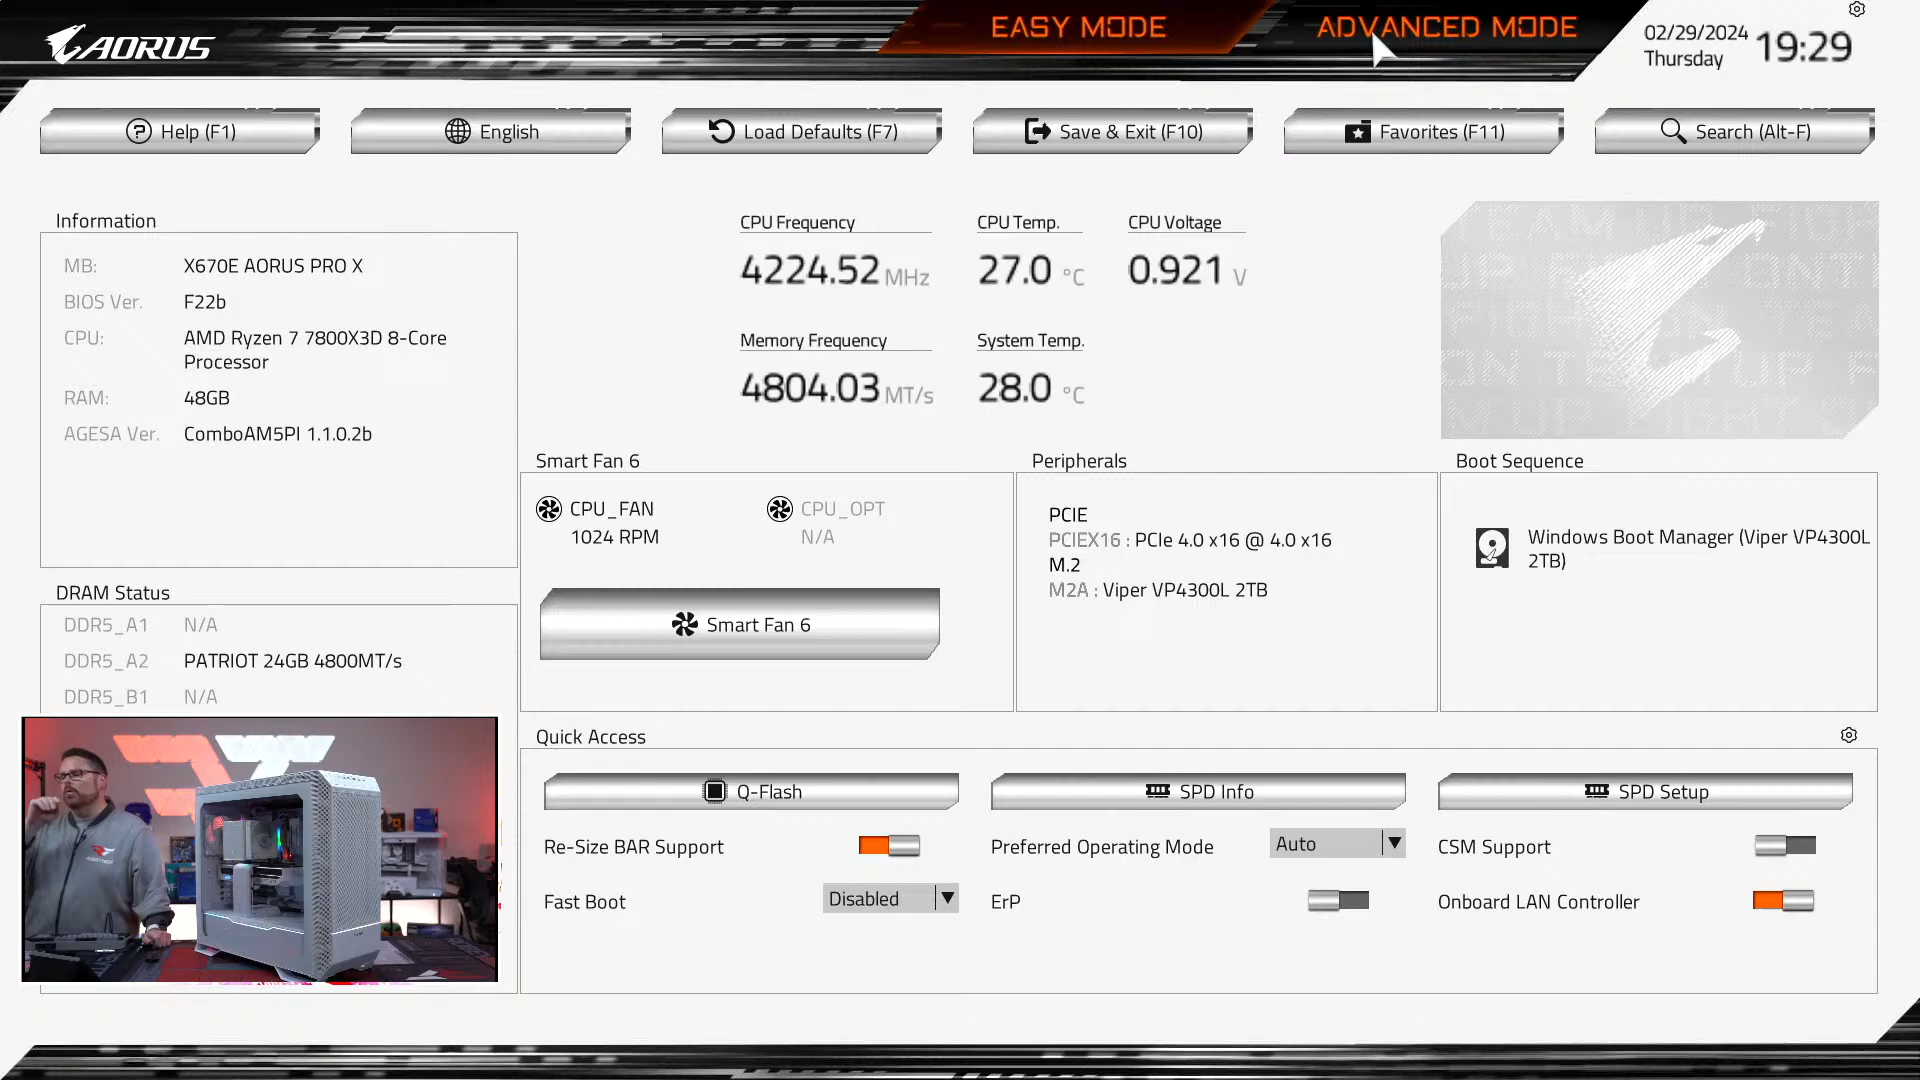 AORUS
EASY MODE
ADVANCED MODE
02/29/2024
Thursday
19:29
Help (F1)
English
Load Defaults (F7)
Save & Exit (F10)
Favorites (F11)
Search (Alt-F)
Information
MB: X670E AORUS PRO X
BIOS Ver. F22b
CPU: AMD Ryzen 7 7800X3D 8-Core
Processor
RAM: 48GB
AGESA Ver. ComboAM5PI 1.1.0.2b
CPU Frequency
4224.52 MHz
CPU Temp.
27.0 °C
CPU Voltage
0.921 V
Memory Frequency
4804.03 MT/s
System Temp.
28.0 °C
DRAM Status
DDR5_A1 N/A
DDR5_A2 PATRIOT 24GB 4800MT/s
DDR5_B1 N/A
Smart Fan 6
CPU_FAN
1024 RPM
CPU_OPT
N/A
Smart Fan 6
Peripherals
PCIE
PCIEX16 : PCIe 4.0 x16 @ 4.0 x16
M.2
M2A : Viper VP4300L 2TB
Boot Sequence
Windows Boot Manager (Viper VP4300L
2TB)
Quick Access
Q-Flash
SPD Info
SPD Setup
Re-Size BAR Support
Preferred Operating Mode Auto
CSM Support
Fast Boot Disabled
ErP
Onboard LAN Controller